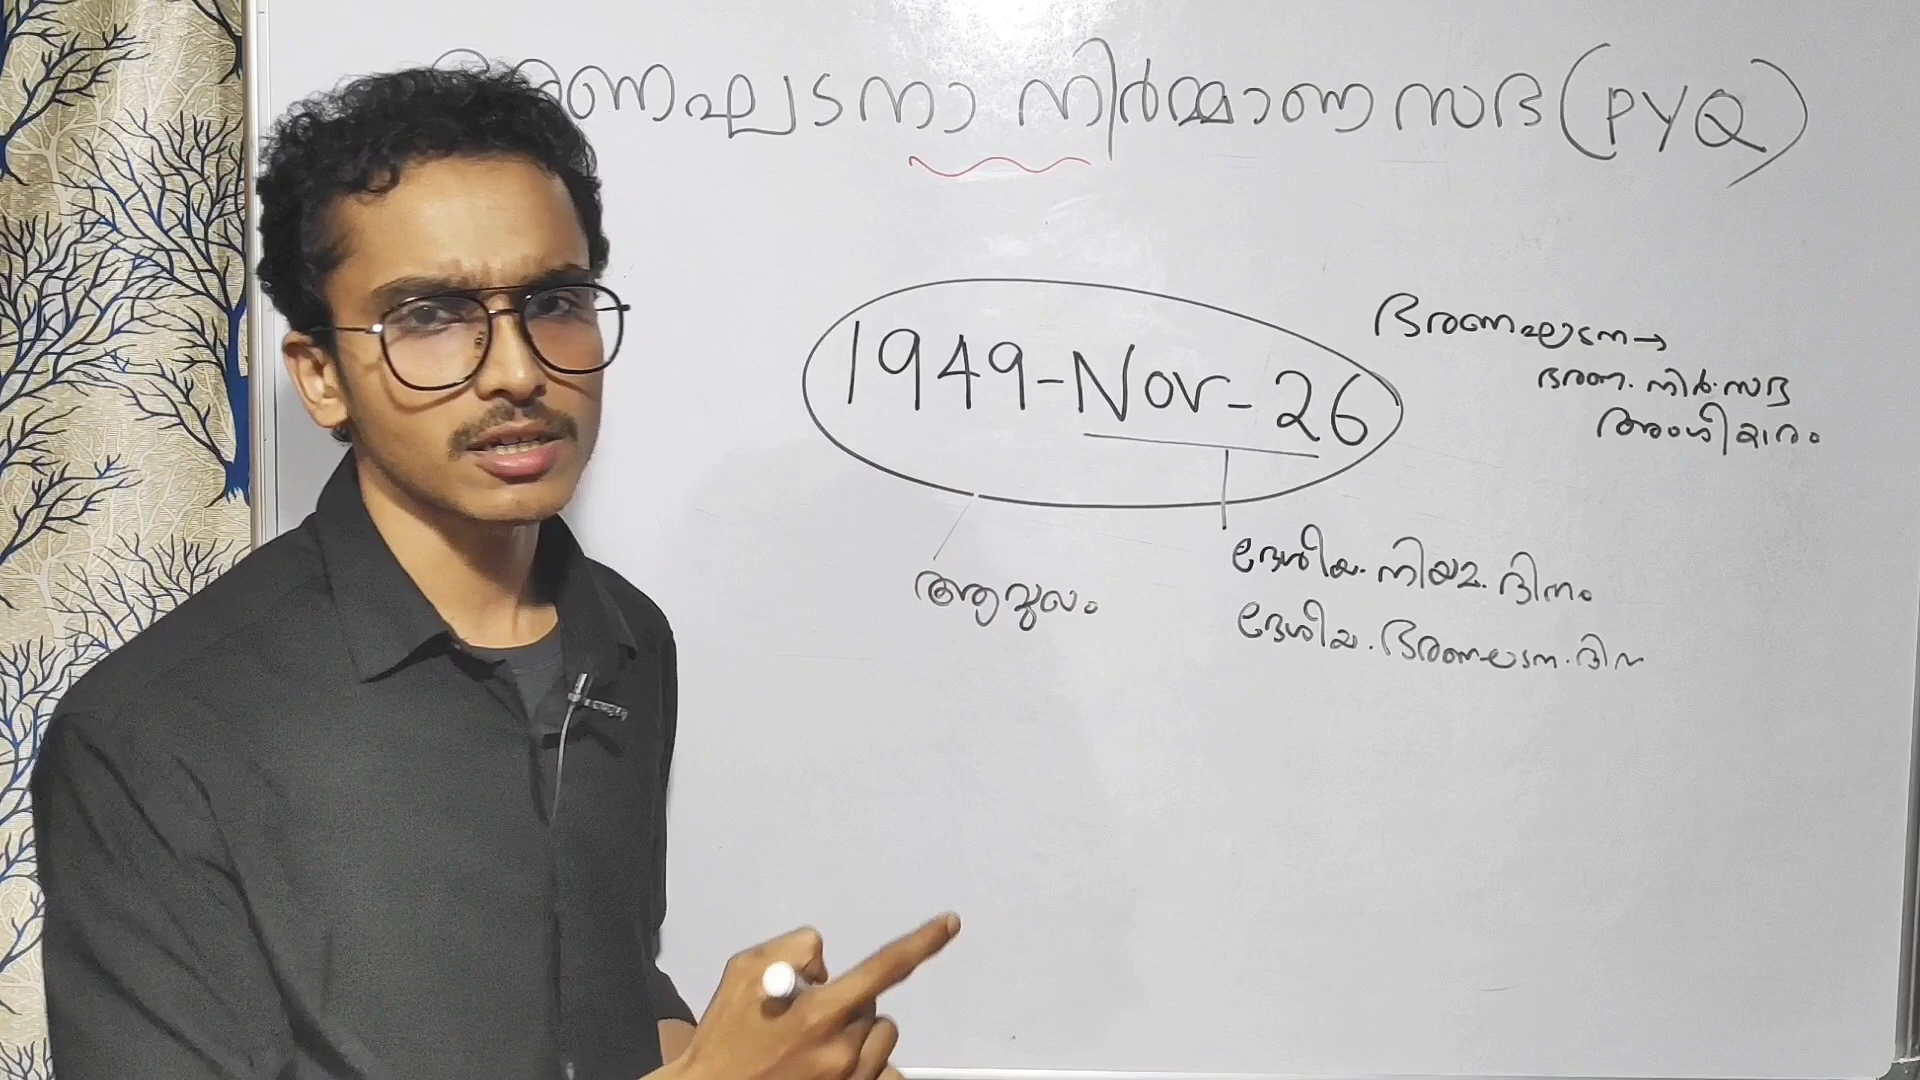 ഭരണഘടനാ നിർമ്മാണ സഭ (PYQ)
1949-Nov-26
ഭരണഘടന→
ഭരണ. നിർ. സഭ
അംഗീകാരം
ആമുഖം
ദേശീയ. നിയമ. ദിനം
ദേശീയ. ഭരണഘടന. ദിന